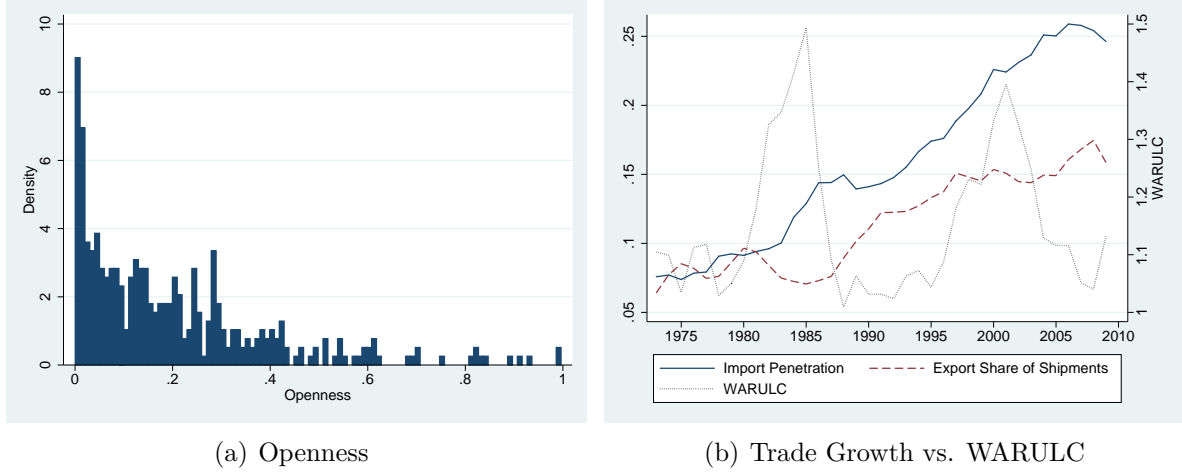 10
8
6
4
2
0
Density
0 .2 .4 .6 .8 1
Openness
.25
.2
.15
.1
.05
1.5
1.4
1.3
1.2
1.1
1
WARULC
1975 1980 1985 1990 1995 2000 2005 2010
Import Penetration Export Share of Shipments
WARULC
(a) Openness
(b) Trade Growth vs. WARULC